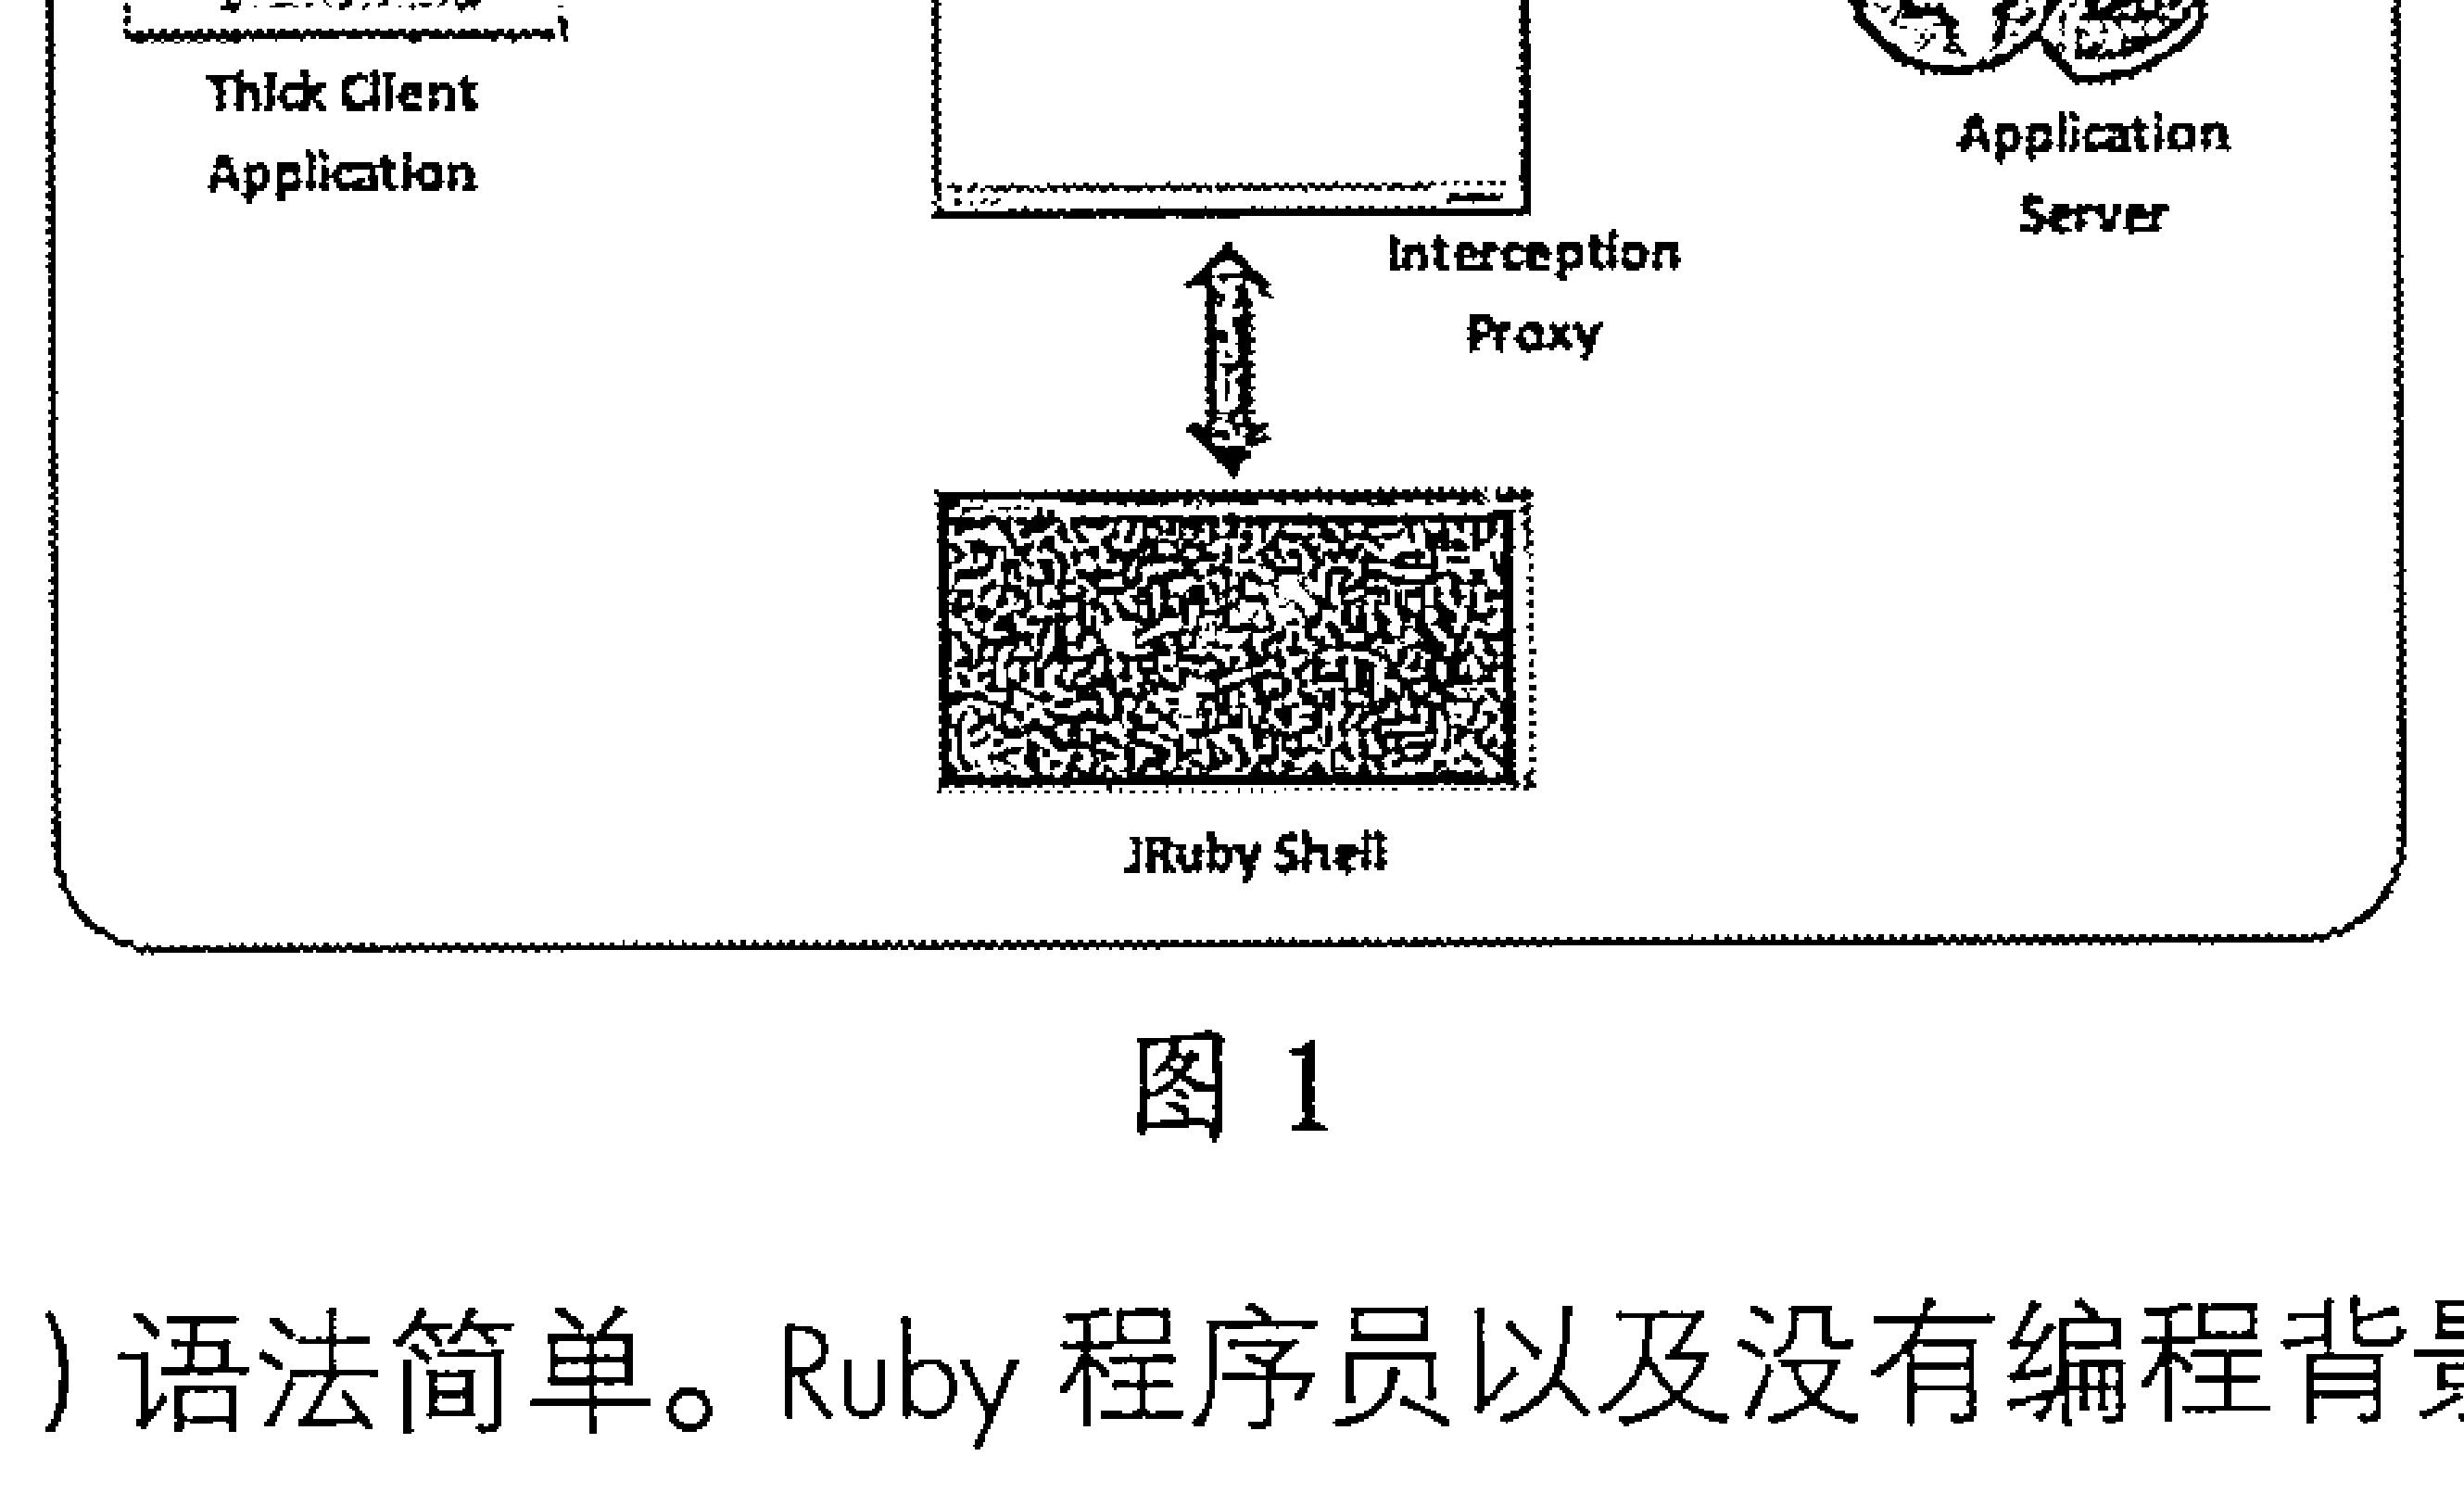 Thick Client
Application
Application
Server
Interception
Proxy
JRuby Shell
图 1
) 语法简单。Ruby 程序员以及没有编程背景